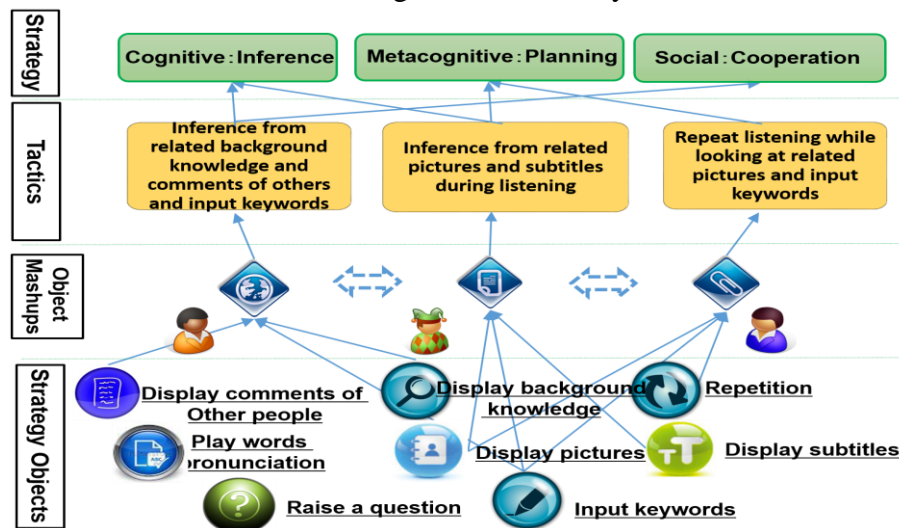 Strategy
Cognitive:Inference
Metacognitive:Planning
Social:Cooperation
Tactics
Inference from
related background
knowledge and
comments of others
and input keywords
Inference from related
pictures and subtitles
during listening
Repeat listening while
looking at related
pictures and input
keywords
Object
Mashups
Strategy Objects
Display comments of
Other people
Display background
knowledge
Repetition
Play words
pronunciation
Display pictures
Display subtitles
Raise a question
Input keywords